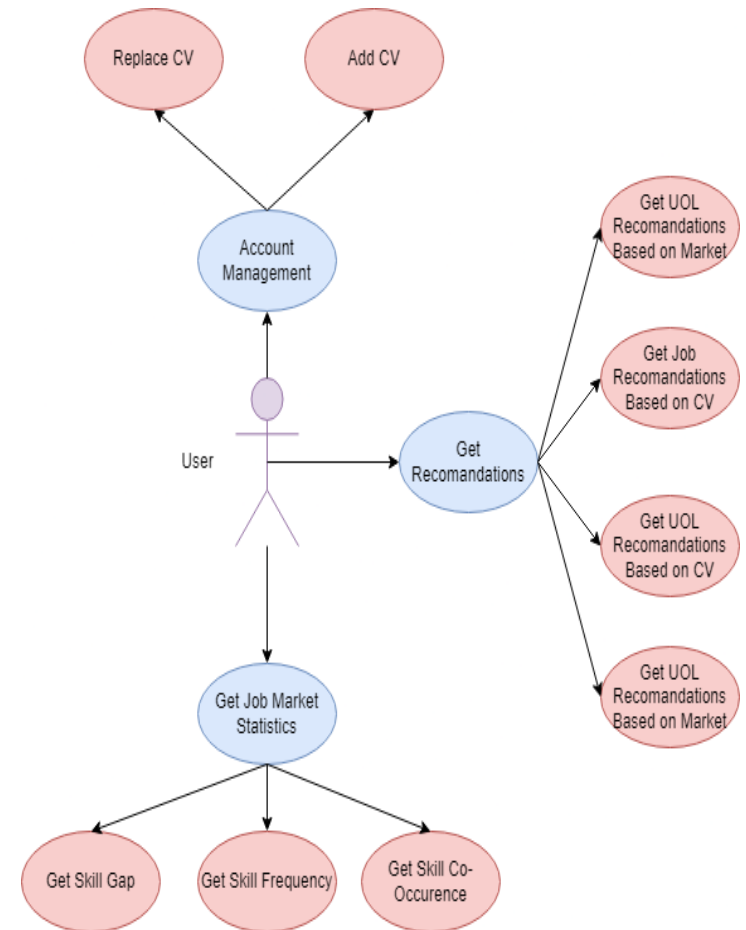 Replace CV
Add CV
Account
Management
Get UOL
Recomandations
Based on Market
Get Job
Recomandations
Based on CV
User
Get
Recomandations
Get UOL
Recomandations
Based on CV
Get UOL
Recomandations
Based on Market
Get Job Market
Statistics
Get Skill Gap
Get Skill Frequency
Get Skill Co-
Occurence